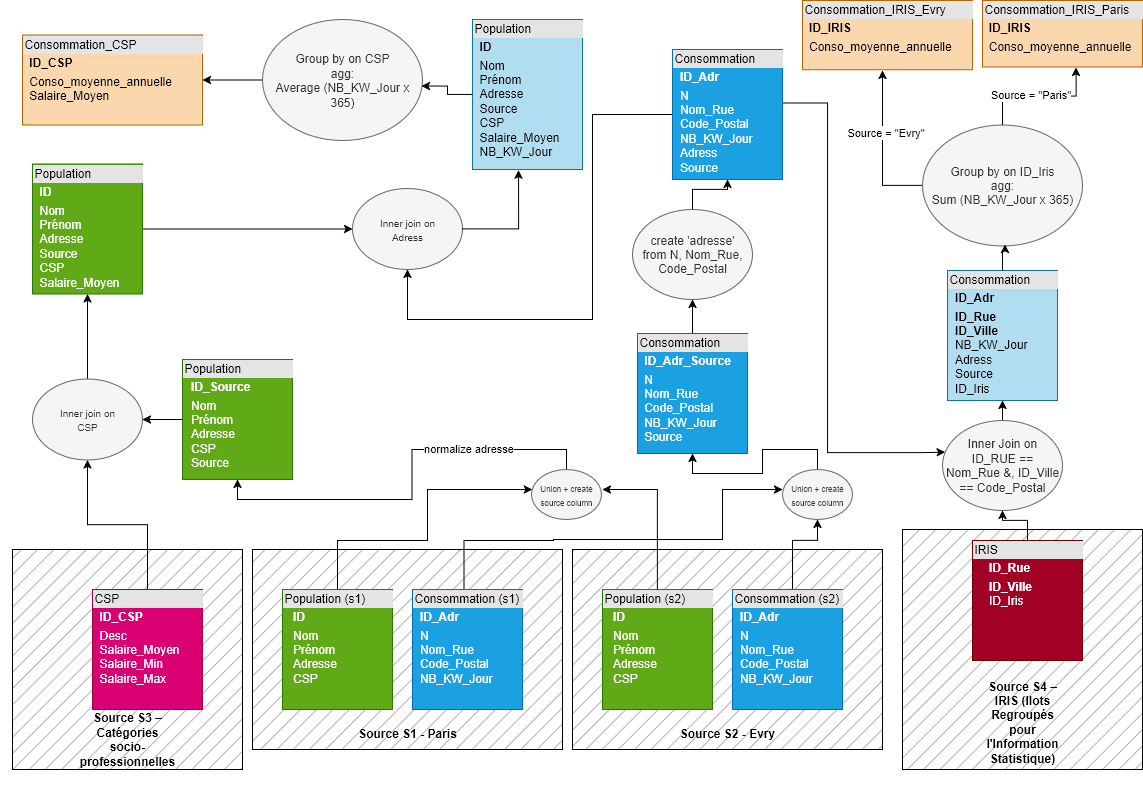 Consommation_CSP
ID_CSP
Conso_moyenne_annuelle
Salaire_Moyen
Group by on CSP
agg:
Average (NB_KW_Jour x
365)
Population
ID
Nom
Prénom
Adresse
Source
CSP
Salaire_Moyen
NB_KW_Jour
Consommation
ID_Adr
N
Nom_Rue
Code_Postal
NB_KW_Jour
Adress
Source
Consommation_IRIS_Evry
ID_IRIS
Conso_moyenne_annuelle
Consommation_IRIS_Paris
ID_IRIS
Conso_moyenne_annuelle
Source = "Paris"
Source = "Evry"
Group by on ID_Iris
agg:
Sum (NB_KW_Jour x 365)
Population
ID
Nom
Prénom
Adresse
Source
CSP
Salaire_Moyen
Inner join on
Adress
create 'adresse'
from N, Nom_Rue,
Code_Postal
Consommation
ID_Adr
ID_Rue
ID_Ville
NB_KW_Jour
Adress
Source
ID_Iris
Consommation
ID_Adr_Source
N
Nom_Rue
Code_Postal
NB_KW_Jour
Source
Inner join on
CSP
Population
ID_Source
Nom
Prénom
Adresse
CSP
Source
normalize adresse
Union + create
source column
Union + create
source column
Inner Join on
ID_RUE ==
Nom_Rue &, ID_Ville
== Code_Postal
CSP
ID_CSP
Desc
Salaire_Moyen
Salaire_Min
Salaire_Max
Source S3 –
Catégories
socio-
professionnelles
Population (s1)
ID
Nom
Prénom
Adresse
CSP
Consommation (s1)
ID_Adr
N
Nom_Rue
Code_Postal
NB_KW_Jour
Source S1 - Paris
Population (s2)
ID
Nom
Prénom
Adresse
CSP
Consommation (s2)
ID_Adr
N
Nom_Rue
Code_Postal
NB_KW_Jour
Source S2 - Evry
IRIS
ID_Rue
ID_Ville
ID_Iris
Source S4 –
IRIS (Ilots
Regroupés
pour
l'Information
Statistique)